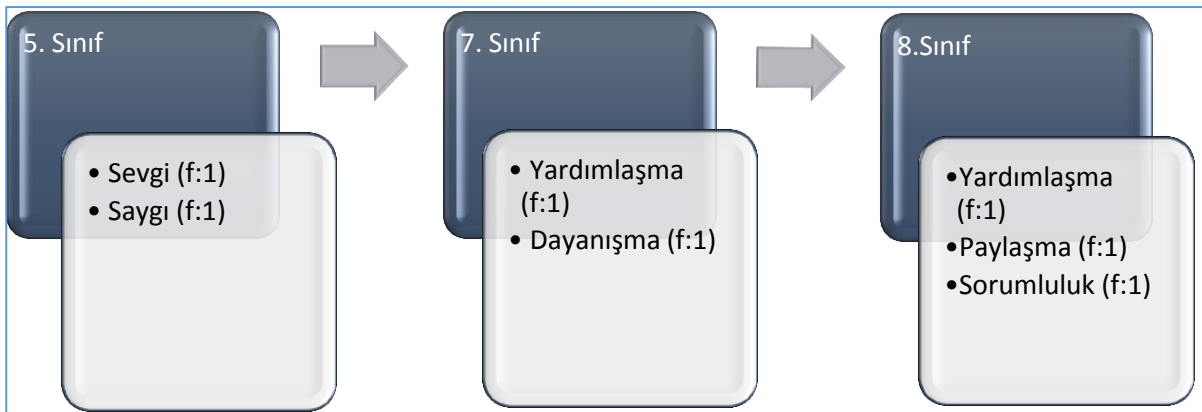 5. Sınıf
• Sevgi (f:1)
• Saygı (f:1)
7. Sınıf
• Yardımlaşma
(f:1)
• Dayanışma (f:1)
8.Sınıf
•Yardımlaşma
(f:1)
•Paylaşma (f:1)
•Sorumluluk (f:1)